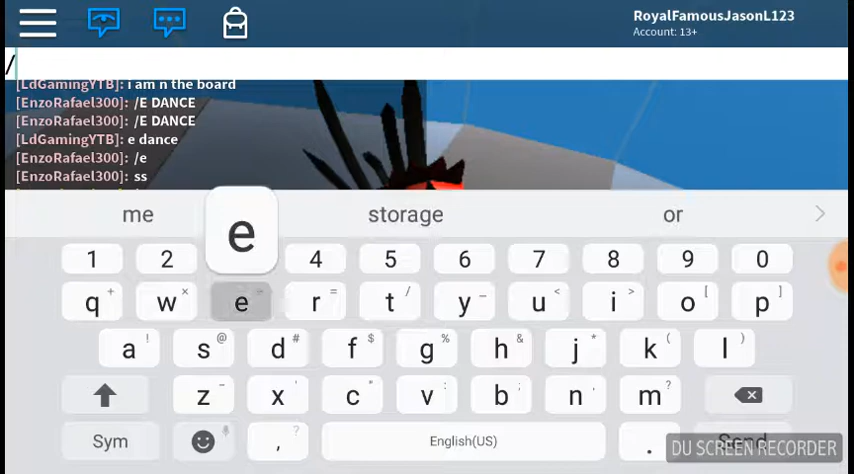 RoyalFamousJasonL123
Account: 13+
/
[LdGamingYTB]: i am n the board
[EnzoRafael300]: /E DANCE
[EnzoRafael300]: /E DANCE
[LdGamingYTB]: e dance
[EnzoRafael300]: /e
[EnzoRafael300]: ss
me storage or >
e
1 2 4 5 6 7 8 9 0
q + w × e r = t / y _ u < i > o [ p ]
a ! s @ d # f $ g % h & j * k ( l )
z - x ' c " v : b ; n , m ?
Sym , ? English(US) . Send
DU SCREEN RECORDER